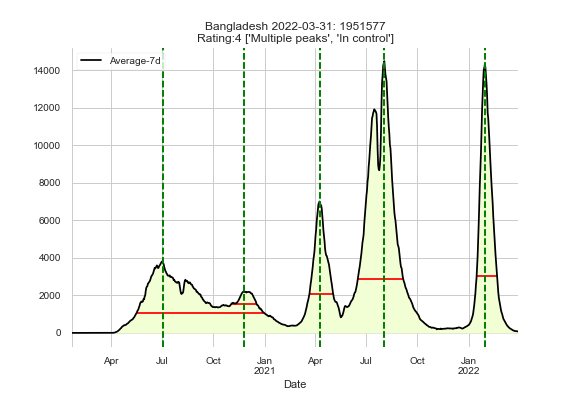 Bangladesh 2022-03-31: 1951577
Rating:4 ['Multiple peaks', 'In control']
Average-7d
14000
12000
10000
8000
6000
4000
2000
0
Apr Jul Oct Jan Apr Jul Oct Jan
2021 2022
Date